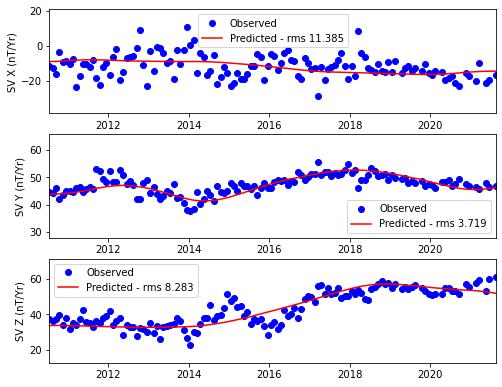 SV X (nT/Yr)
20
0
−20
Observed
Predicted - rms 11.385
2012
2014
2016
2018
2020
SV Y (nT/Yr)
60
50
40
30
Observed
Predicted - rms 3.719
2012
2014
2016
2018
2020
SV Z (nT/Yr)
60
40
20
Observed
Predicted - rms 8.283
2012
2014
2016
2018
2020